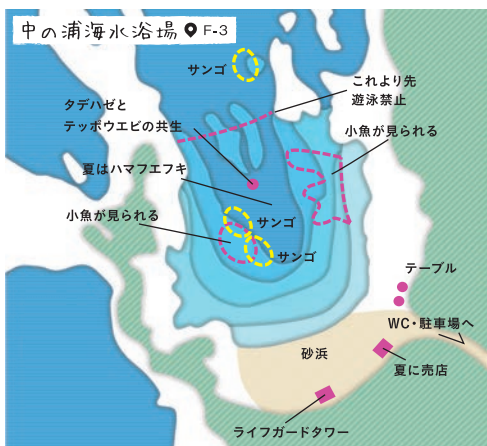 中の浦海水浴場 F-3
サンゴ
これより先
遊泳禁止
タデハゼと
テッポウエビの共生
小魚が見られる
夏はハマフエフキ
小魚が見られる
サンゴ
サンゴ
テーブル
WC・駐車場へ
砂浜
夏に売店
ライフガードタワー